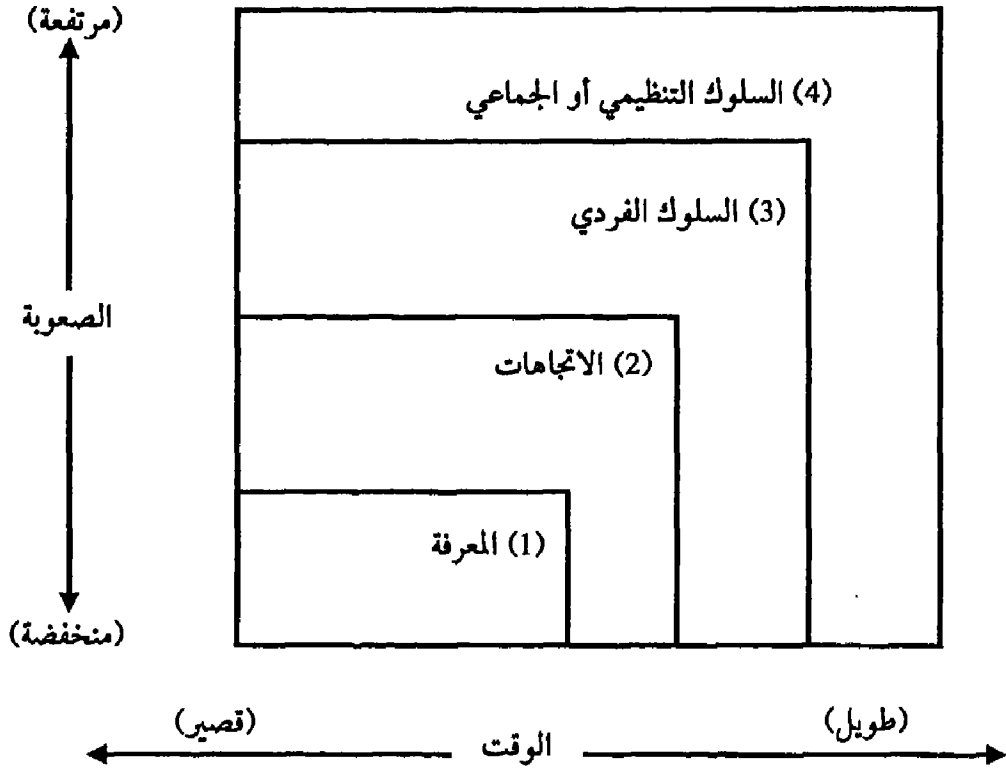 (مرتفعة)
(4) السلوك التنظيمي أو الجماعي
(3) السلوك الفردي
الصعوبة
(2) الاتجاهات
(1) المعرفة
(منخفضة)
(طويل)
(قصير)
الوقت